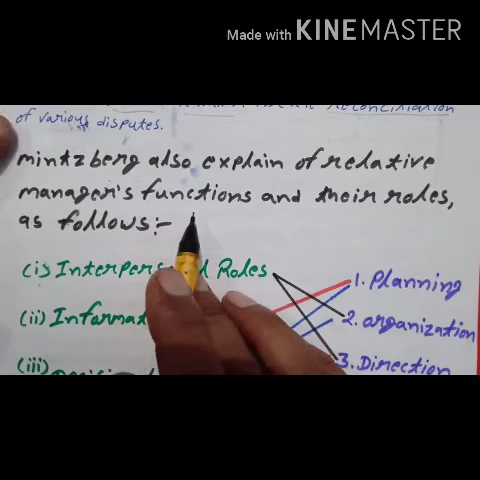 Made with KINEMASTER
Reconciliation
of various disputes.
mintzberg also explain of relative
manager's functions and their roles,
as follows:-
(i) Interpers Roles
1. Planning
(ii) Informat
2. organization
(iii)
3. Direction